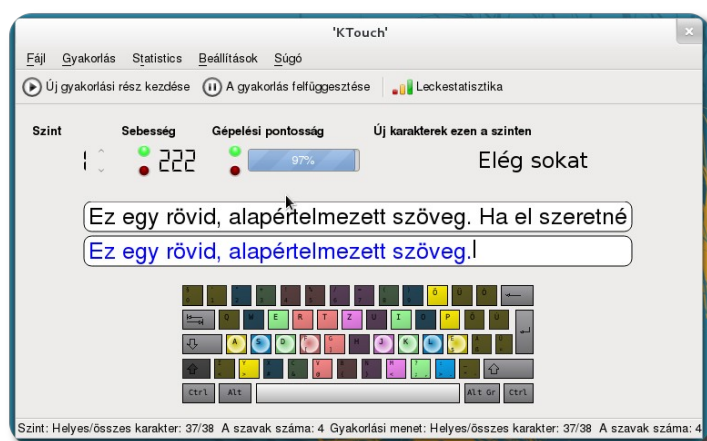 'KTouch'
Fájl Gyakorlás Statistics Beállítások Súgó
Új gyakorlási rész kezdése A gyakorlás felfüggesztése Leckestatisztika
Szint Sebesség Gépelési pontosság Új karakterek ezen a szinten
1 222 97% Elég sokat
Ez egy rövid, alapértelmezett szöveg. Ha el szeretné
Ez egy rövid, alapértelmezett szöveg.
Ö Ü Ó
Q W E R T Z U I O P Ő Ú
A S D F G H J K L
Ctrl Alt Alt Gr Ctrl
Szint: Helyes/összes karakter: 37/38 A szavak száma: 4 Gyakorlási menet: Helyes/összes karakter: 37/38 A szavak száma: 4